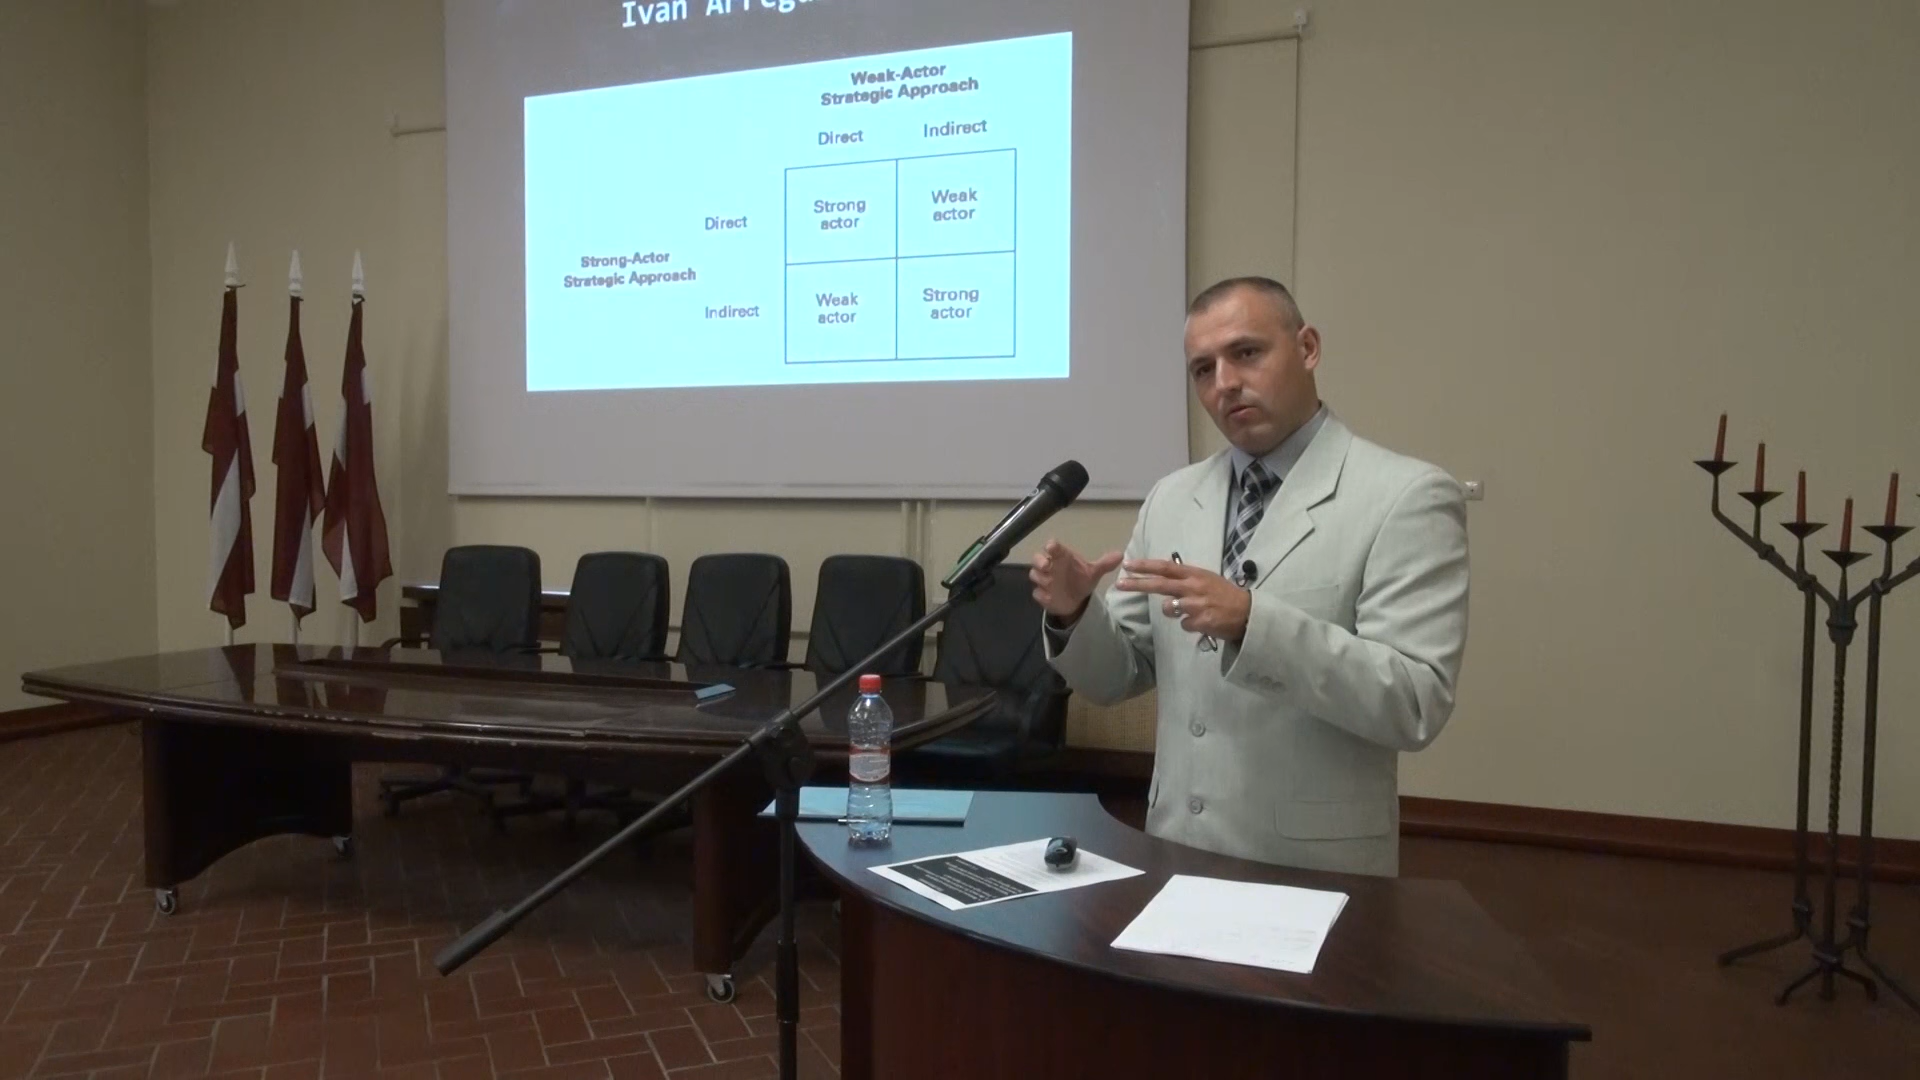 Ivan
Weak-Actor
Strategic Approach
Direct
Indirect
Direct
Strong
actor
Weak
actor
Strong-Actor
Strategic Approach
Indirect
Weak
actor
Strong
actor